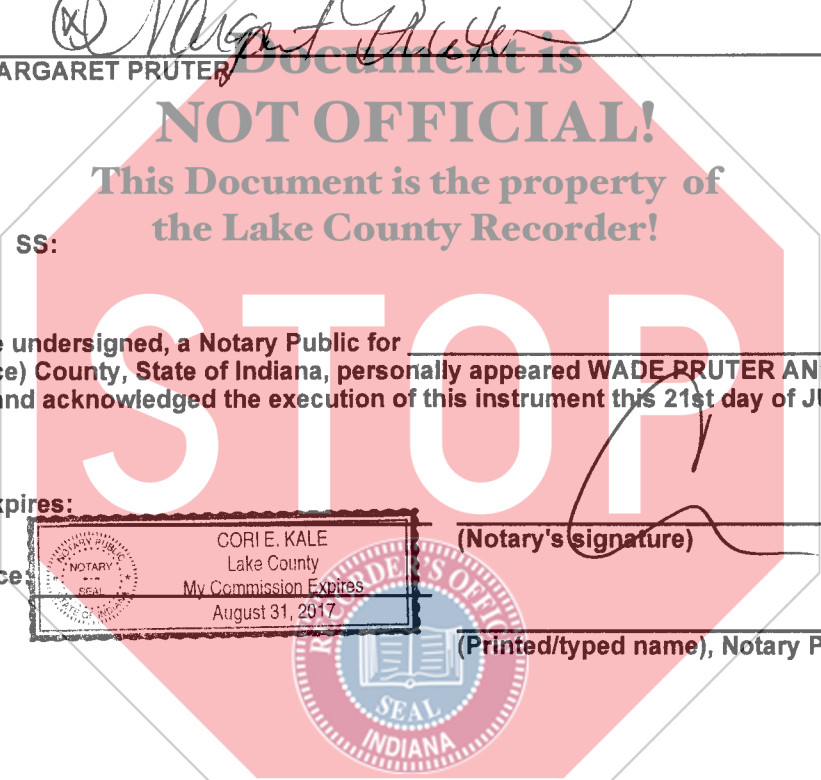 Margaret Pruter
ARGARET PRUTER
Document is
NOT OFFICIAL!
This Document is the property of
the Lake County Recorder!
SS:
STOP
e undersigned, a Notary Public for
ce) County, State of Indiana, personally appeared WADE PRUTER AN
and acknowledged the execution of this instrument this 21st day of JU
xpires:
CORI E. KALE
Lake County
My Commission Expires
August 31, 2017
NOTARY PUBLIC
NOTARY
SEAL
STATE OF INDIANA
ce:
(Notary's signature)
(Printed/typed name), Notary P
RECORDER'S OFFICE
SEAL
INDIANA